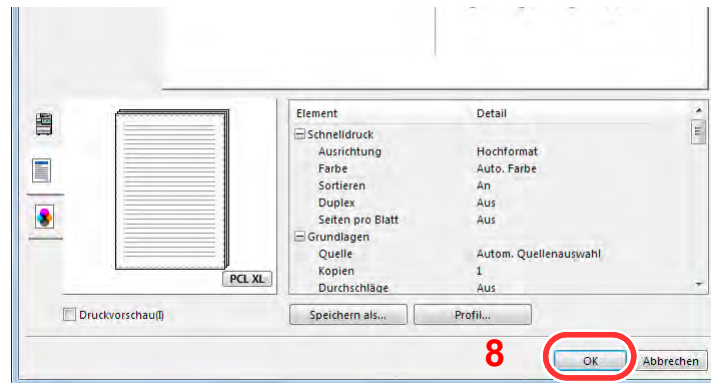 Element Detail
Schnelldruck
Ausrichtung Hochformat
Farbe Auto. Farbe
Sortieren An
Duplex Aus
Seiten pro Blatt Aus
Grundlagen
Quelle Autom. Quellenauswahl
Kopien 1
Durchschläge Aus
PCL XL
Druckvorschau(I) Speichern als... Profil...
8 OK Abbrechen